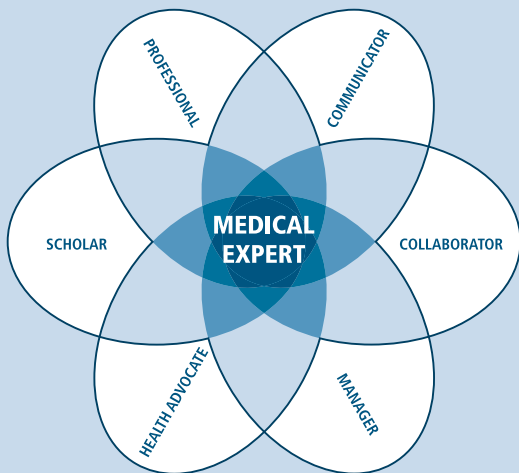 PROFESSIONAL
COMMUNICATOR
SCHOLAR
MEDICAL
EXPERT
COLLABORATOR
HEALTH ADVOCATE
MANAGER